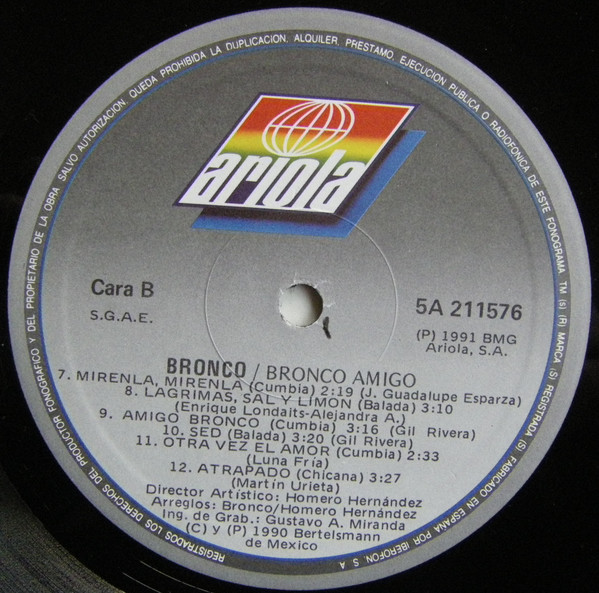 REGISTRADOS LOS DERECHOS DEL PRODUCTOR FONOGRAFICO Y DEL PROPIETARIO DE LA OBRA SALVO AUTORIZACION. QUEDA PROHIBIDA LA DUPLICACION, ALQUILER, PRESTAMO, EJECUCION PUBLICA O RADIOFONICA DE ESTE FONOGRAMA TM (s) (R) MARCA (S) REGISTRADA (S) FABRICADO EN ESPAÑA POR IBEROFON, S. A
ariola
Cara B
S.G.A.E.
5A 211576
(P) 1991 BMG
Ariola, S.A.
BRONCO / BRONCO AMIGO
7. MIRENLA, MIRENLA (Cumbia) 2:19 (J. Guadalupe Esparza)
8. LAGRIMAS, SAL Y LIMON (Balada) 3:10
(Enrique Londaits-Alejandra A.)
9. AMIGO BRONCO (Cumbia) 3:16 (Gil Rivera)
10. SED (Balada) 3:20 (Gil Rivera)
11. OTRA VEZ EL AMOR (Cumbia) 2:33
(Luna Fría)
12. ATRAPADO (Chicana) 3:27
(Martín Urieta)
Director Artístico: Homero Hernández
Arreglos: Bronco/Homero Hernández
Ing. de Grab.: Gustavo A. Miranda
(C) y (P) 1990 Bertelsmann
de Mexico